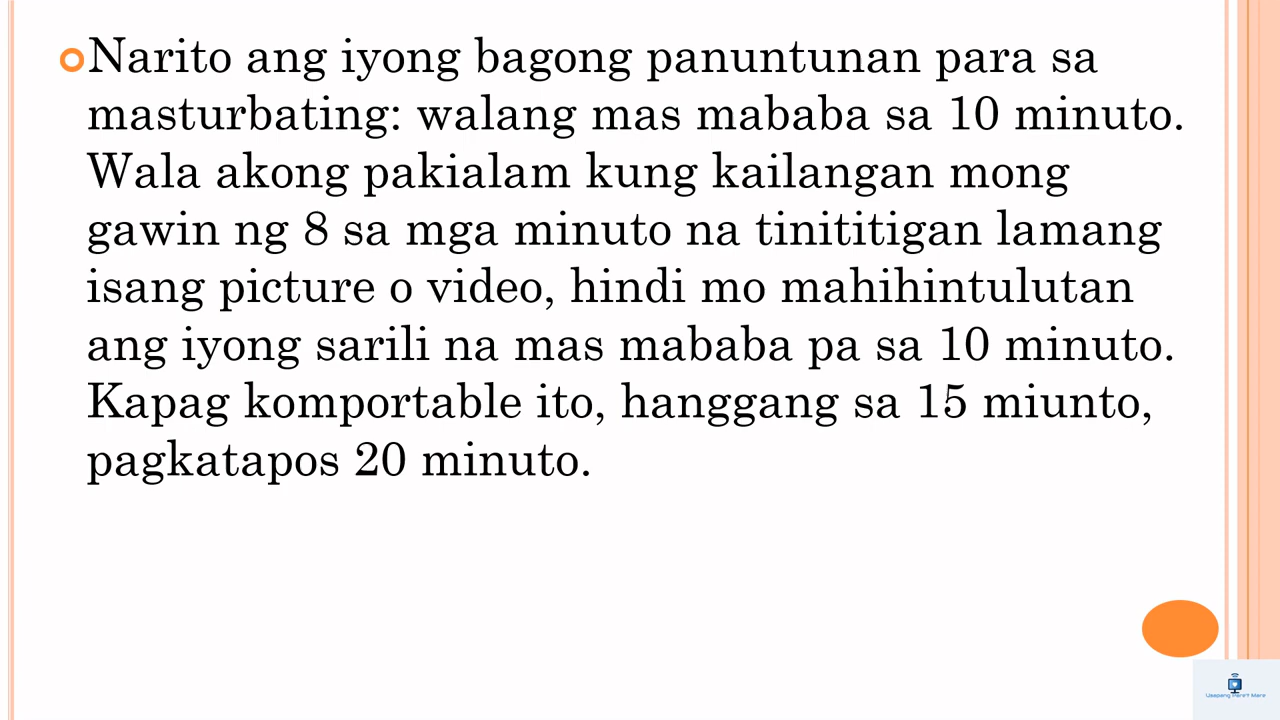 Narito ang iyong bagong panuntunan para sa
masturbating: walang mas mababa sa 10 minuto.
Wala akong pakialam kung kailangan mong
gawin ng 8 sa mga minuto na tinititigan lamang
isang picture o video, hindi mo mahihintulutan
ang iyong sarili na mas mababa pa sa 10 minuto.
Kapag komportable ito, hanggang sa 15 miunto,
pagkatapos 20 minuto.